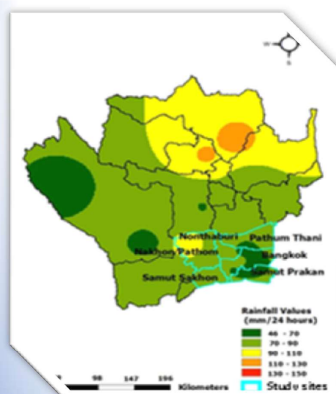 W
S
Nonthaburi
Pathum Thani
Nakhon Pathom
Bangkok
Samut Prakan
Samut Sakhon
Rainfall Values
(mm/24 hours)
46 - 70
70 - 90
90 - 110
110 - 130
130 - 150
98 147 196
Kilometers
Study sites